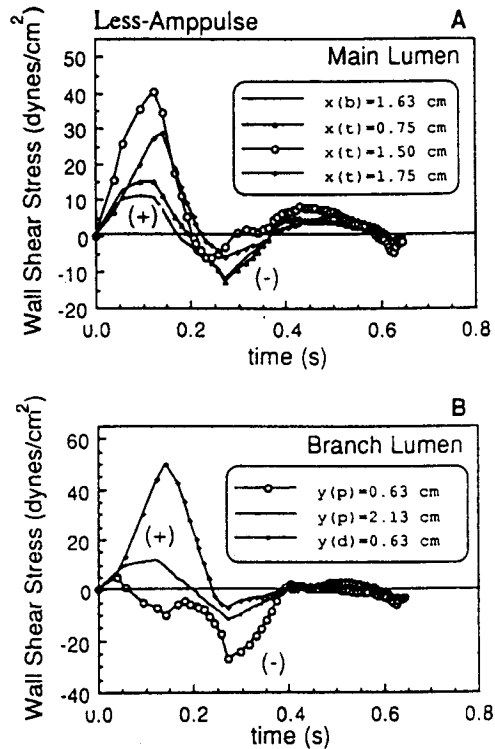 Less-Amppulse
A
Main Lumen
Wall Shear Stress (dynes/cm²)
50
40
30
20
10
0
-10
-20
x(b)=1.63 cm
x(t)=0.75 cm
x(t)=1.50 cm
x(t)=1.75 cm
(+)
(-)
0.0 0.2 0.4 0.6 0.8
time (s)
B
Branch Lumen
Wall Shear Stress (dynes/cm²)
60
40
20
0
-20
-40
y(p)=0.63 cm
y(p)=2.13 cm
y(d)=0.63 cm
(+)
(-)
0.0 0.2 0.4 0.6 0.8
time (s)